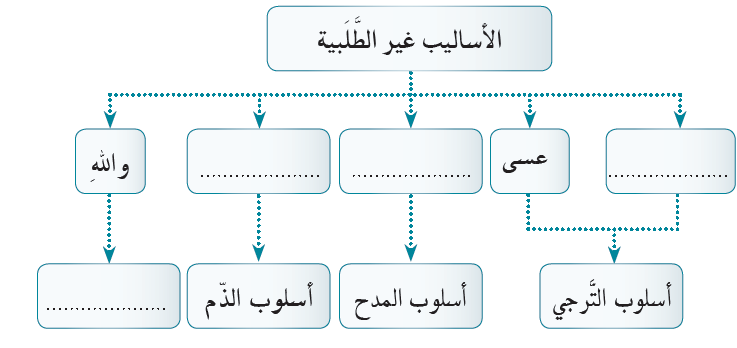 الأساليب غير الطَّلَبية
....................
عسى
....................
....................
واللهِ
أسلوب التَّرجي
أسلوب المدح
أسلوب الذّم
....................